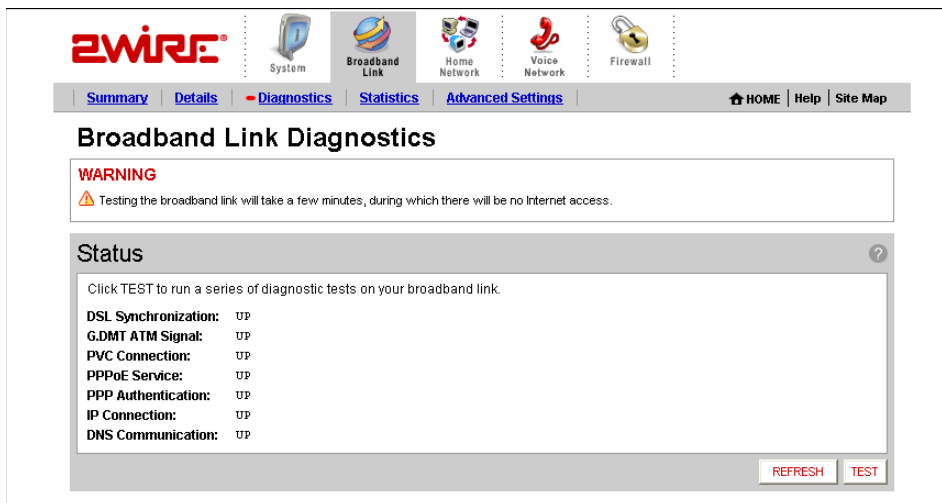 2WIRE®
System
Broadband Link
Home Network
Voice Network
Firewall
Summary | Details | Diagnostics | Statistics | Advanced Settings
HOME | Help | Site Map
Broadband Link Diagnostics
WARNING
Testing the broadband link will take a few minutes, during which there will be no Internet access.
Status
?
Click TEST to run a series of diagnostic tests on your broadband link.
DSL Synchronization: UP
G.DMT ATM Signal: UP
PVC Connection: UP
PPPoE Service: UP
PPP Authentication: UP
IP Connection: UP
DNS Communication: UP
REFRESH TEST